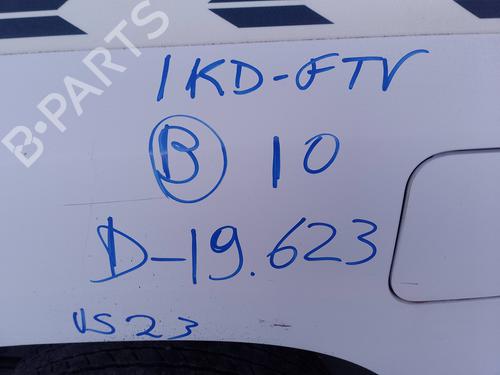 B-PARTS
1KD-FTV
B 10
D-19.623
VS23